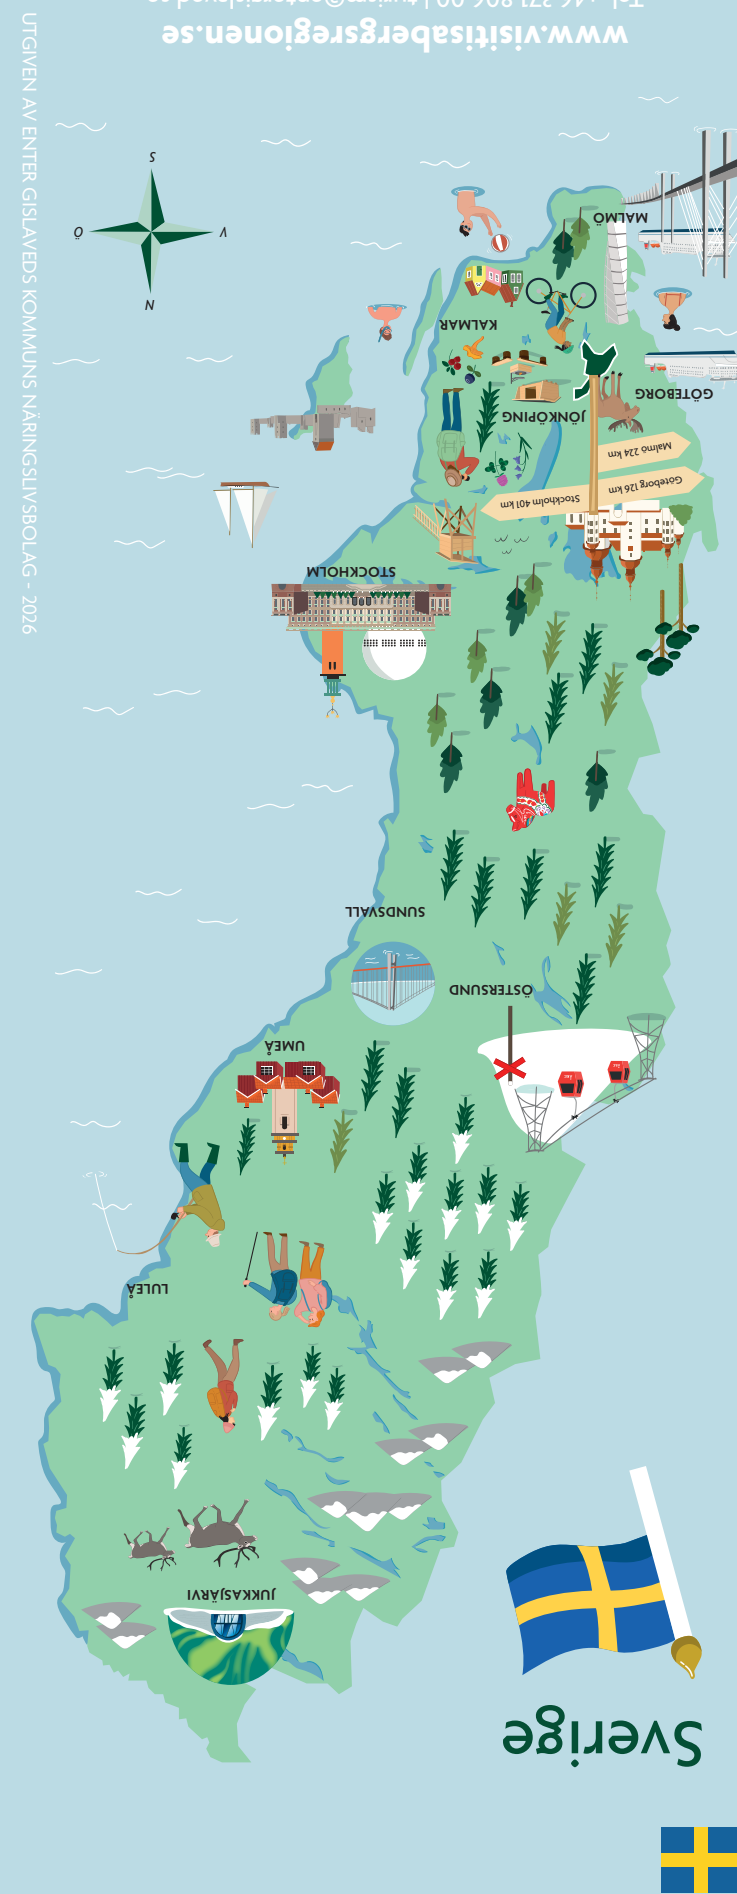 Sverige
JUKKASJÄRVI
LULEÅ
UMEÅ
ÖSTERSUND
SUNDSVALL
STOCKHOLM
Göteborg 126 km
Stockholm 401 km
Malmö 224 km
JÖNKÖPING
GÖTEBORG
KALMAR
MALMÖ
N
V
Ö
S
www.visitisabergsregionen.se
UTGIVEN AV ENTER GISLAVEDS KOMMUNS NÄRINGSLIVSBOLAG - 2026